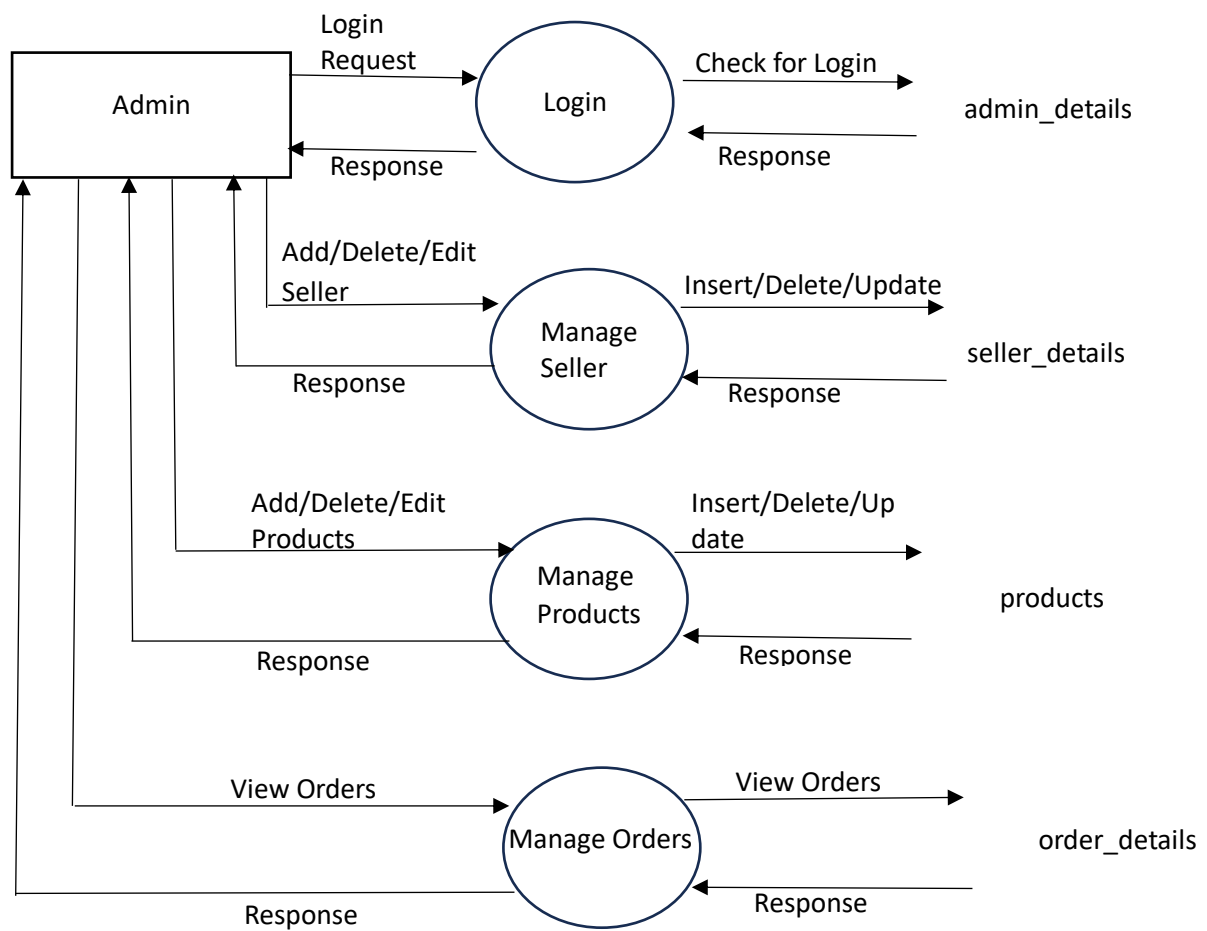 Login
Request
Admin
Login
Check for Login
admin_details
Response
Response
Add/Delete/Edit
Seller
Insert/Delete/Update
Manage
Seller
seller_details
Response
Response
Add/Delete/Edit
Products
Insert/Delete/Up
date
Manage
Products
products
Response
Response
View Orders
View Orders
Manage Orders
order_details
Response
Response